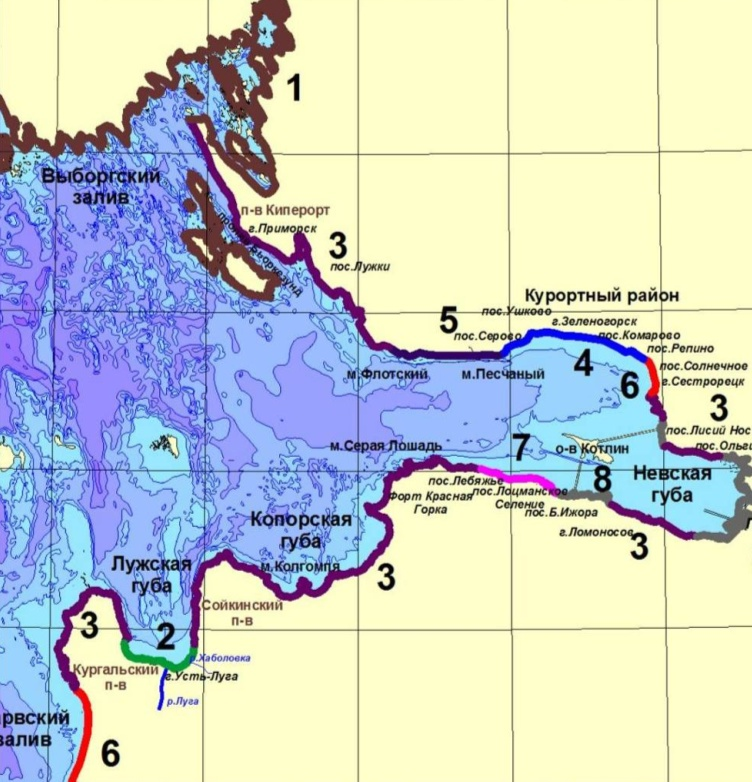 1
Выборгский
залив
п-в Киперорт
г.Приморск
3
пос.Лужки
Курортный район
пос.Ушково
5
г.Зеленогорск
пос.Серово
пос.Комарово
пос.Репино
4
пос.Солнечное
м.Флотский
м.Песчаный
6
г.Сестрорецк
3
пос.Лисий Нос
пос.Ольги
м.Серая Лошадь
7
о-в Котлин
Невская
губа
8
пос.Лебяжье
Форт Красная
Горка
пос.Лоцманское
Селение
пос.Б.Ижора
г.Ломоносов
3
Копорская
губа
м.Колгомпя
3
Лужская
губа
Сойкинский
п-в
3
2
р.Хаболовка
Кургальский
п-в
г.Усть-Луга
р.Луга
арвский
залив
6